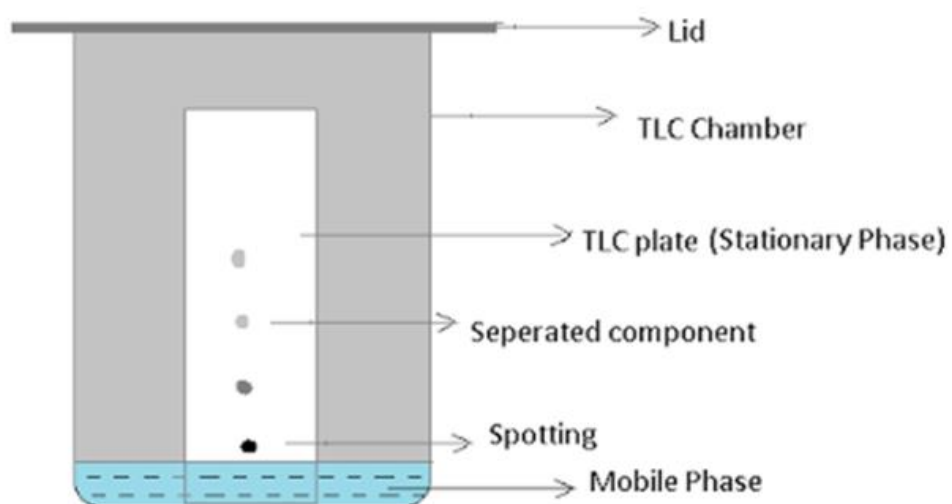 Lid
TLC Chamber
TLC plate (Stationary Phase)
Seperated component
Spotting
Mobile Phase